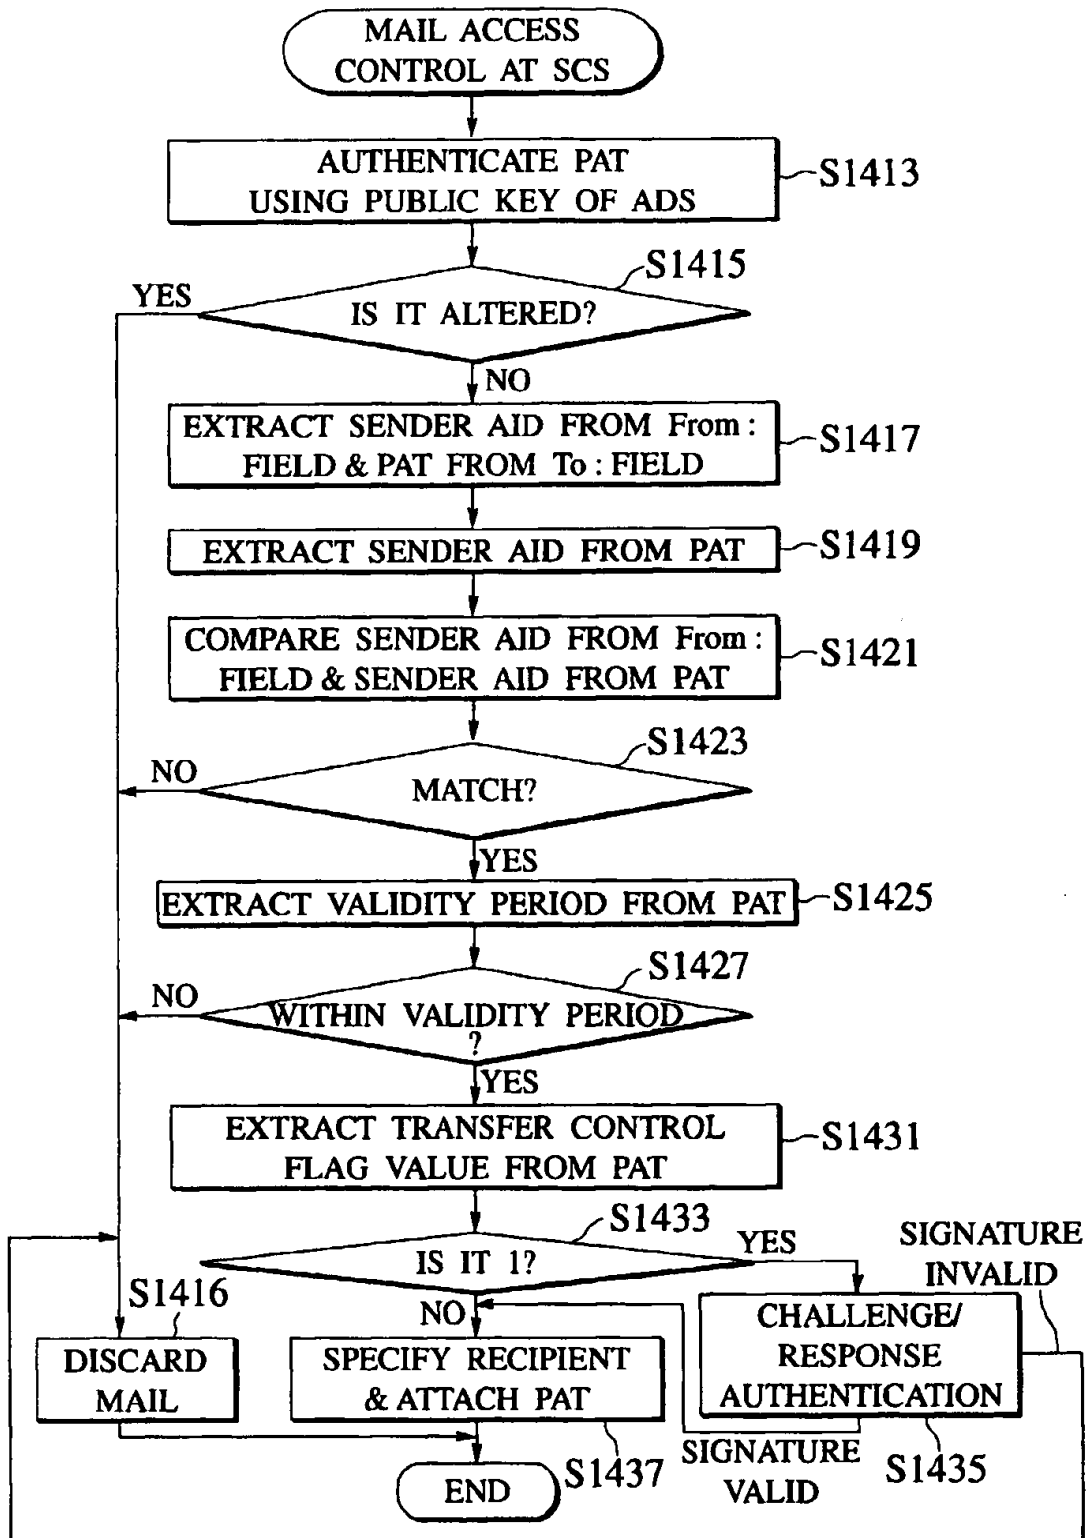 MAIL ACCESS
CONTROL AT SCS
AUTHENTICATE PAT
USING PUBLIC KEY OF ADS
S1413
S1415
YES
IS IT ALTERED?
NO
EXTRACT SENDER AID FROM From :
FIELD & PAT FROM To : FIELD
S1417
EXTRACT SENDER AID FROM PAT
S1419
COMPARE SENDER AID FROM From :
FIELD & SENDER AID FROM PAT
S1421
S1423
NO
MATCH?
YES
EXTRACT VALIDITY PERIOD FROM PAT
S1425
S1427
NO
WITHIN VALIDITY PERIOD
?
YES
EXTRACT TRANSFER CONTROL
FLAG VALUE FROM PAT
S1431
S1433
IS IT 1?
YES
SIGNATURE
INVALID
S1416
NO
DISCARD
MAIL
SPECIFY RECIPIENT
& ATTACH PAT
CHALLENGE/
RESPONSE
AUTHENTICATION
S1437
SIGNATURE
VALID
S1435
END